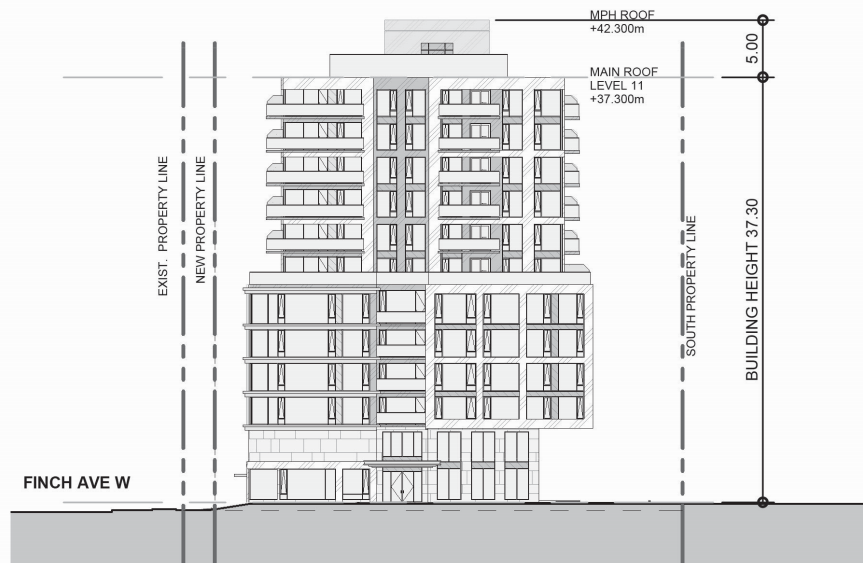 MPH ROOF
+42.300m
5.00
MAIN ROOF
LEVEL 11
+37.300m
EXIST. PROPERTY LINE
NEW PROPERTY LINE
SOUTH PROPERTY LINE
BUILDING HEIGHT 37.30
FINCH AVE W